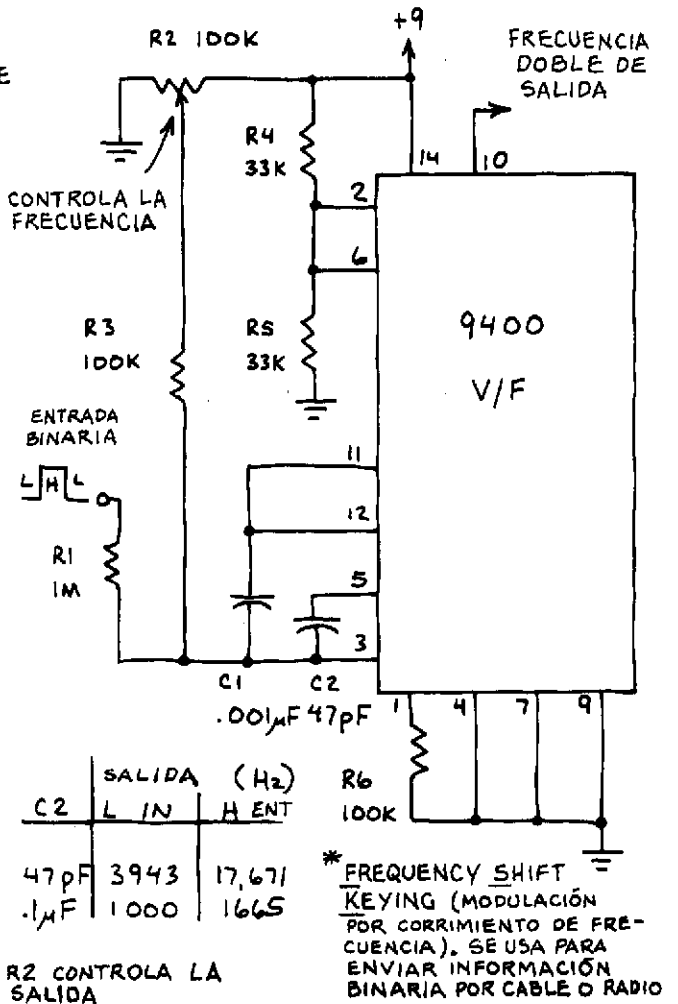 R2 100K
+9
FRECUENCIA
DOBLE DE
SALIDA
E
CONTROLA LA
FRECUENCIA
R4
33K
14
10
2
6
R3
100K
R5
33K
9400
V/F
ENTRADA
BINARIA
L H L
R1
1M
11
12
5
3
C1
C2
.001µF 47pF
1
4
7
9
R6
100K
SALIDA (Hz)
C2 L IN H ENT
47pF 3943 17,671
.1µF 1000 1665
R2 CONTROLA LA
SALIDA
* FREQUENCY SHIFT
KEYING (MODULACIÓN
POR CORRIMIENTO DE FRE-
CUENCIA). SE USA PARA
ENVIAR INFORMACIÓN
BINARIA POR CABLE O RADIO